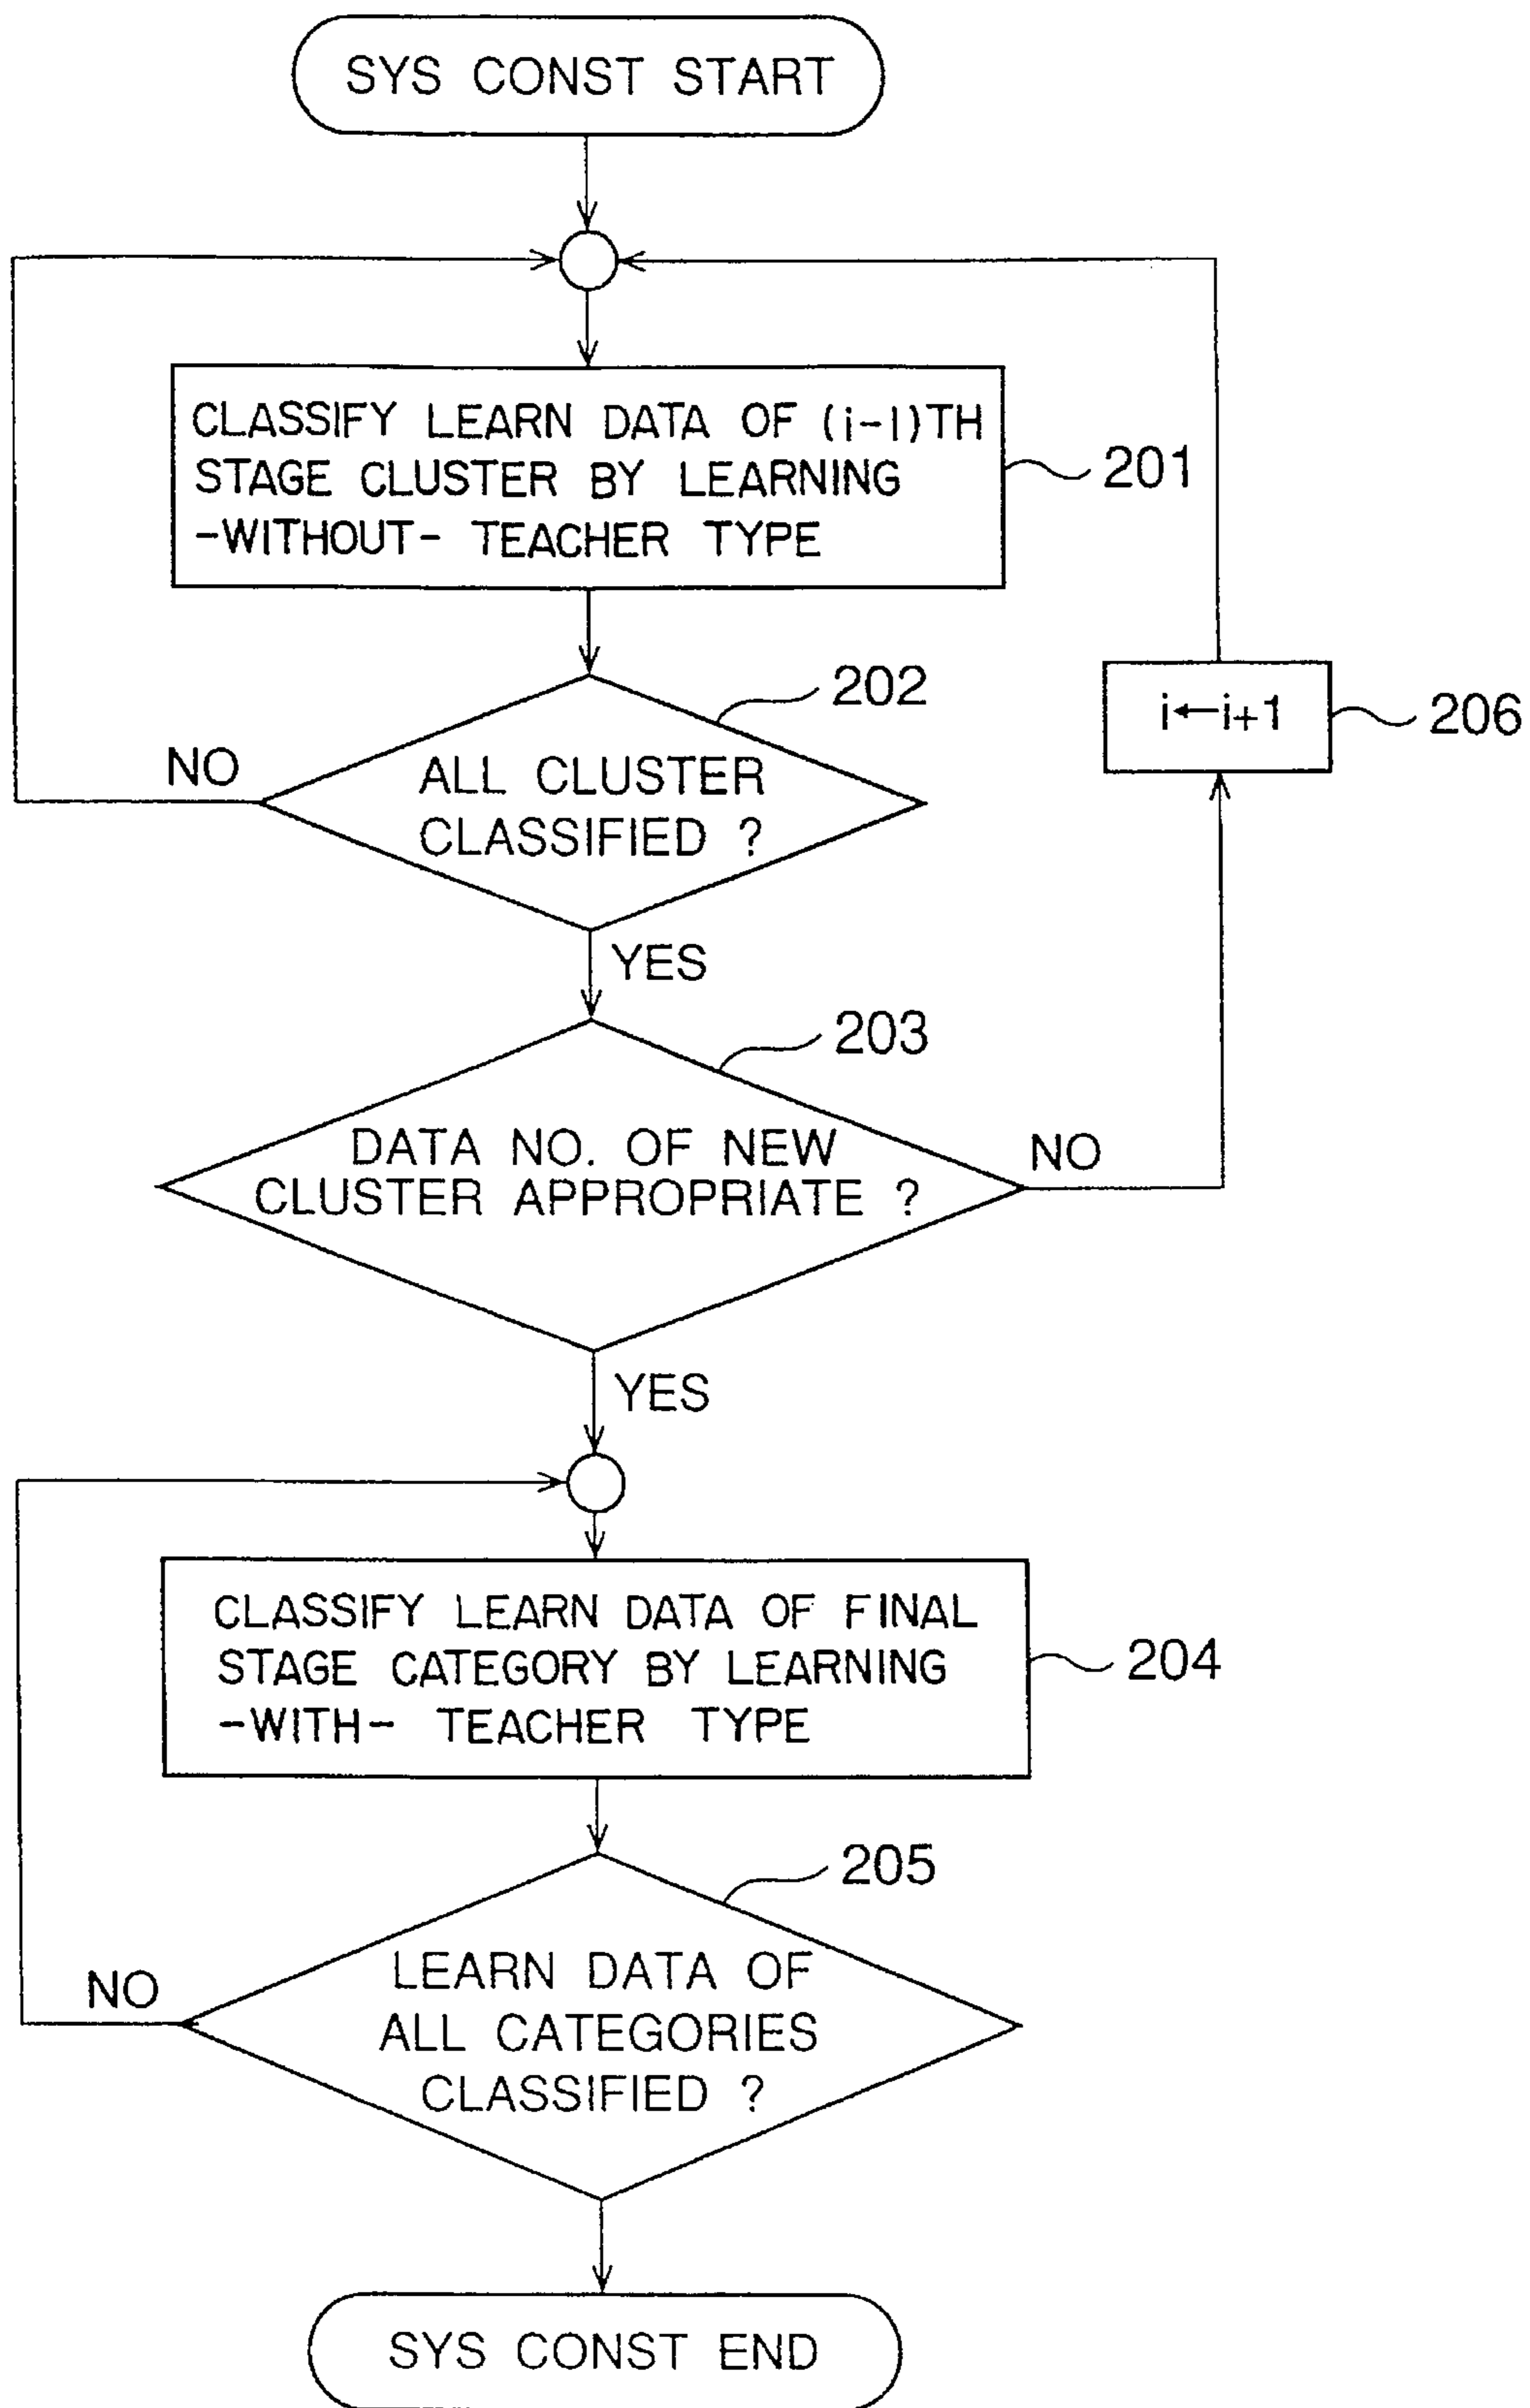 SYS CONST START
CLASSIFY LEARN DATA OF (i-1)TH
STAGE CLUSTER BY LEARNING
-WITHOUT- TEACHER TYPE
201
202
ALL CLUSTER
CLASSIFIED ?
NO
i←i+1
206
YES
203
DATA NO. OF NEW
CLUSTER APPROPRIATE ?
NO
YES
CLASSIFY LEARN DATA OF FINAL
STAGE CATEGORY BY LEARNING
-WITH- TEACHER TYPE
204
205
LEARN DATA OF
ALL CATEGORIES
CLASSIFIED ?
NO
SYS CONST END